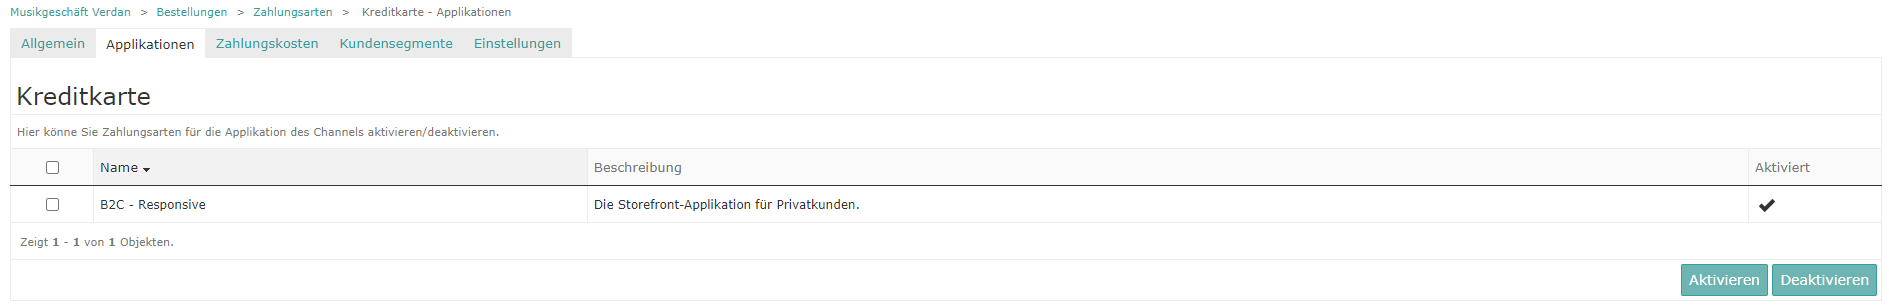 Musikgeschäft Verdan > Bestellungen > Zahlungsarten > Kreditkarte - Applikationen
Allgemein Applikationen Zahlungskosten Kundensegmente Einstellungen
Kreditkarte
Hier könne Sie Zahlungsarten für die Applikation des Channels aktivieren/deaktivieren.
Name Beschreibung Aktiviert
B2C - Responsive Die Storefront-Applikation für Privatkunden.
Zeigt 1 - 1 von 1 Objekten.
Aktivieren Deaktivieren